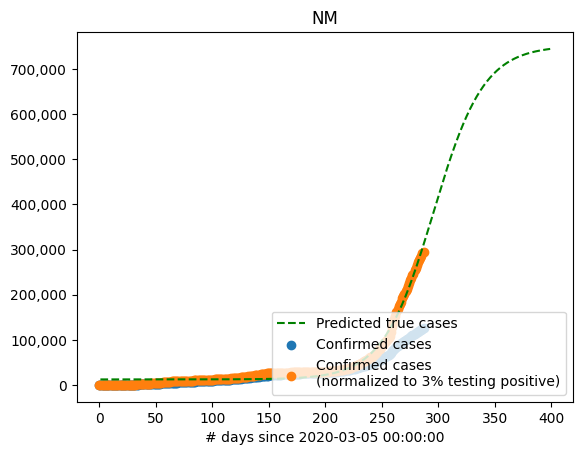 NM
700,000
600,000
500,000
400,000
300,000
200,000
100,000
0
Predicted true cases
Confirmed cases
Confirmed cases
(normalized to 3% testing positive)
0 50 100 150 200 250 300 350 400
# days since 2020-03-05 00:00:00